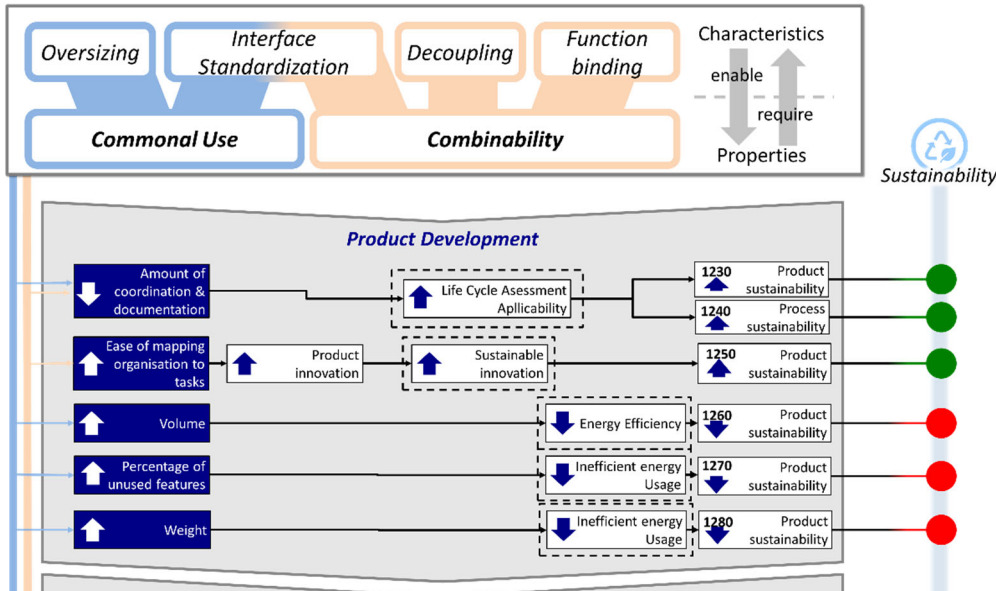 Oversizing
Interface
Standardization
Decoupling
Function
binding
Characteristics
enable
require
Properties
Commonal Use
Combinability
Sustainability
Product Development
Amount of
coordination &
documentation
Life Cycle Asessment
Apllicability
1230
Product
sustainability
1240
Process
sustainability
Ease of mapping
organisation to
tasks
Product
innovation
Sustainable
innovation
1250
Product
sustainability
Volume
Energy Efficiency
1260
Product
sustainability
Percentage of
unused features
Inefficient energy
Usage
1270
Product
sustainability
Weight
Inefficient energy
Usage
1280
Product
sustainability